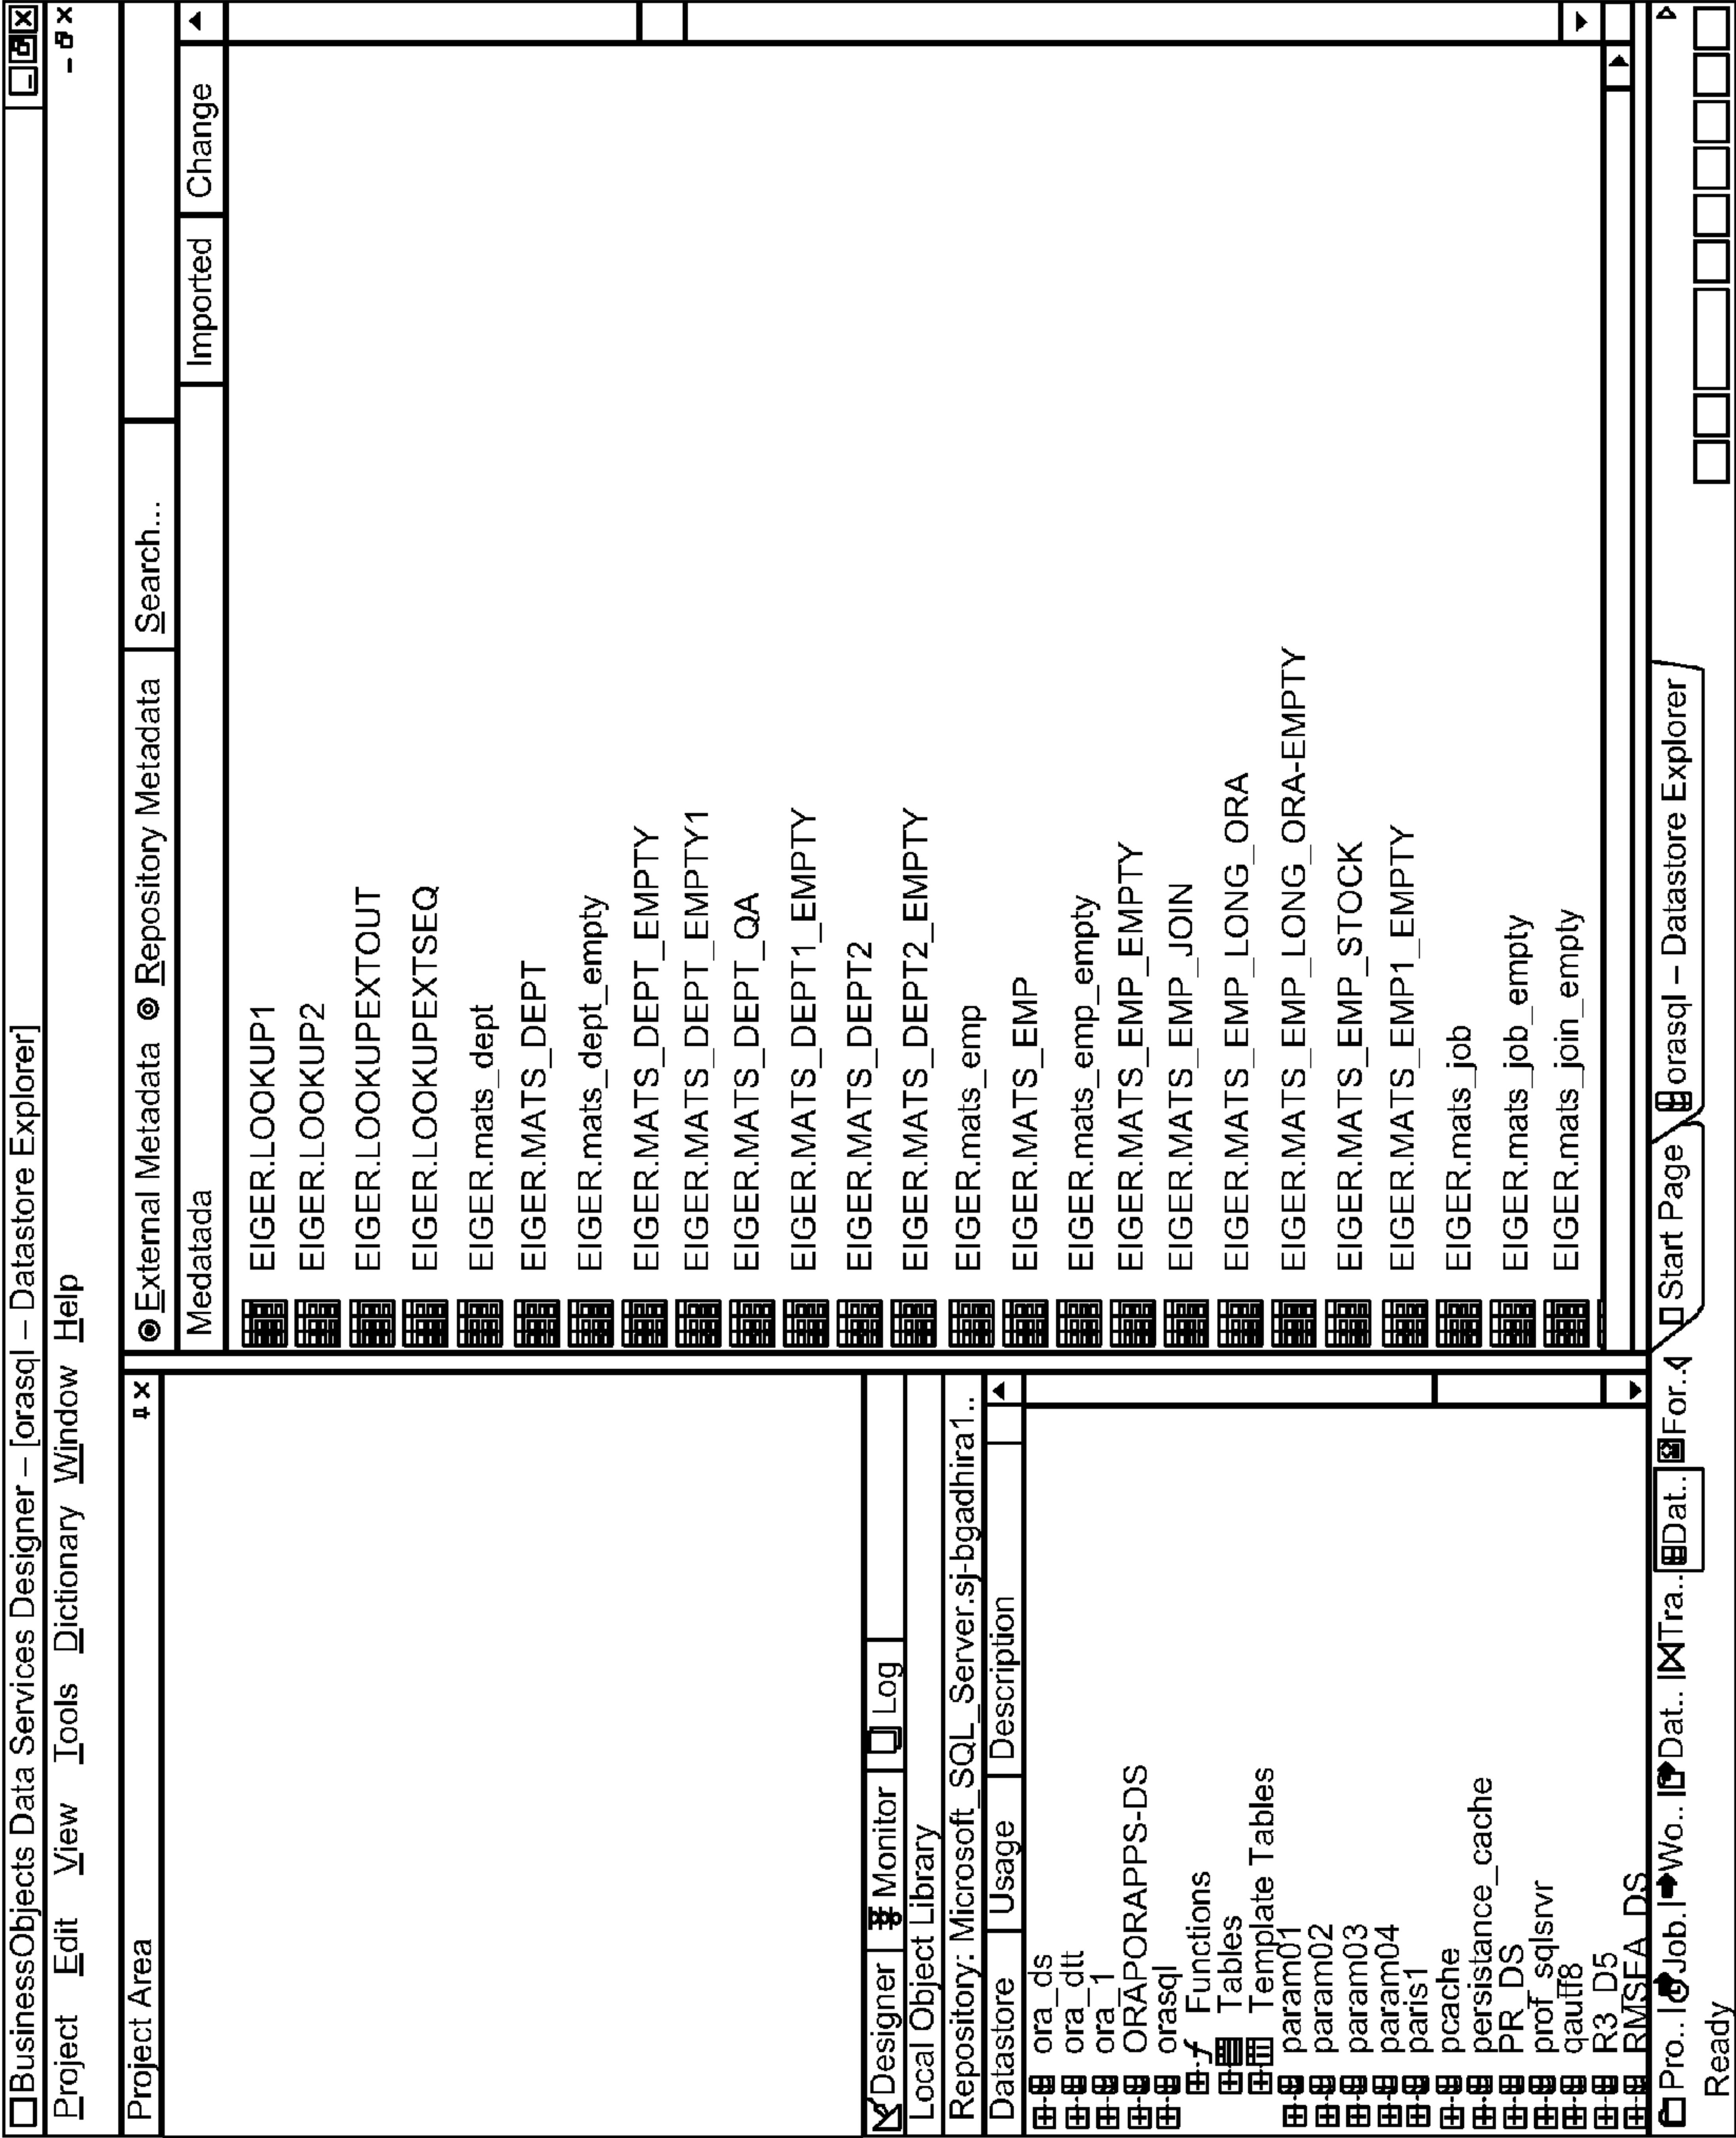 BusinessObjects Data Services Designer – [orasql – Datastore Explorer]
Project Edit View Tools Dictionary Window Help
Project Area
Designer Monitor Log
Local Object Library
Repository: Microsoft_SQL_Server.sj-bgadhira1..
Datastore Usage Description
ora_ds
ora_dtt
ora_1
ORAPORAPPS-DS
orasql
Functions
Tables
Template Tables
param01
param02
param03
param04
paris1
pcache
persistance_cache
PR_DS
prof_sqlsrvr
qautf8
R3_D5
RMSEA_DS
Pro.. Job. Wo.. Dat.. Tra.. Dat.. For..
External Metadata Repository Metadata Search...
Medatada Imported Change
EIGER.LOOKUP1
EIGER.LOOKUP2
EIGER.LOOKUPEXTOUT
EIGER.LOOKUPEXTSEQ
EIGER.mats_dept
EIGER.MATS_DEPT
EIGER.mats_dept_empty
EIGER.MATS_DEPT_EMPTY
EIGER.MATS_DEPT_EMPTY1
EIGER.MATS_DEPT_QA
EIGER.MATS_DEPT1_EMPTY
EIGER.MATS_DEPT2
EIGER.MATS_DEPT2_EMPTY
EIGER.mats_emp
EIGER.MATS_EMP
EIGER.mats_emp_empty
EIGER.MATS_EMP_EMPTY
EIGER.MATS_EMP_JOIN
EIGER.MATS_EMP_LONG_ORA
EIGER.MATS_EMP_LONG_ORA-EMPTY
EIGER.MATS_EMP_STOCK
EIGER.MATS_EMP1_EMPTY
EIGER.mats_job
EIGER.mats_job_empty
EIGER.mats_join_empty
Start Page orasql – Datastore Explorer
Ready